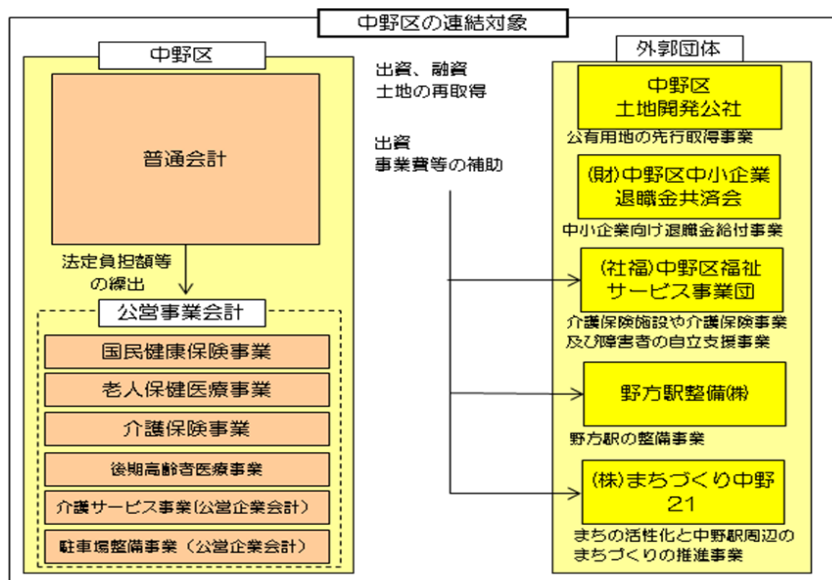 中野区の連結対象
中野区
普通会計
法定負担額等
の繰出
公営事業会計
国民健康保険事業
老人保健医療事業
介護保険事業
後期高齢者医療事業
介護サービス事業(公営企業会計)
駐車場整備事業（公営企業会計）
出資、融資
土地の再取得
出資
事業費等の補助
外郭団体
中野区
土地開発公社
公有用地の先行取得事業
(財)中野区中小企業
退職金共済会
中小企業向け退職金給付事業
(社福)中野区福祉
サービス事業団
介護保険施設や介護保険事業
及び障害者の自立支援事業
野方駅整備㈱
野方駅の整備事業
(株)まちづくり中野
21
まちの活性化と中野駅周辺の
まちづくりの推進事業